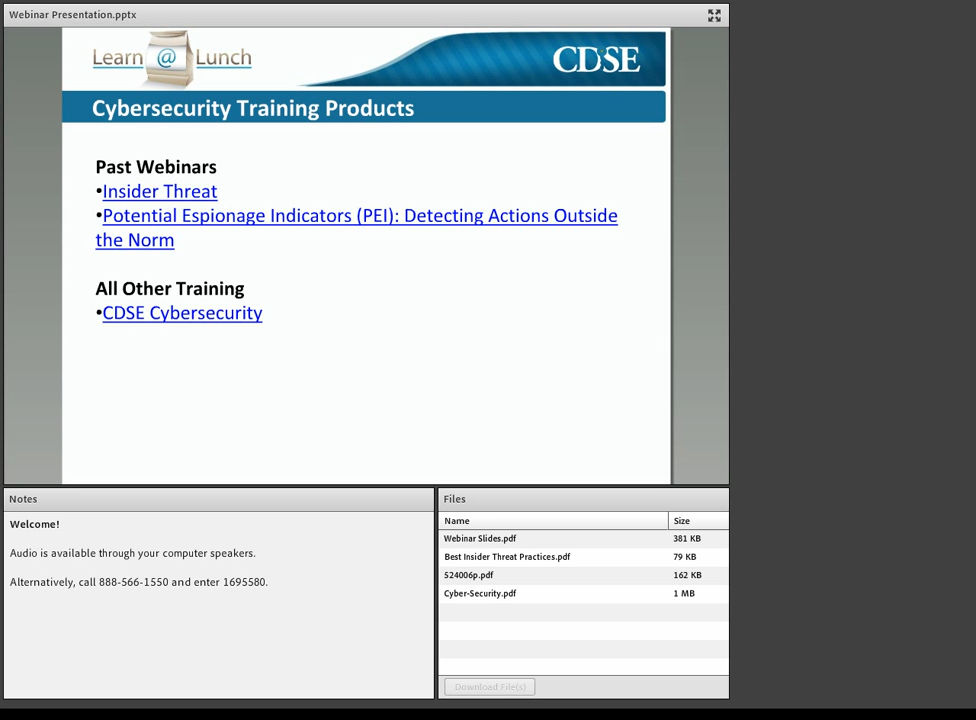 Webinar Presentation.pptx
Learn @ Lunch
CDSE
Cybersecurity Training Products
Past Webinars
•Insider Threat
•Potential Espionage Indicators (PEI): Detecting Actions Outside
the Norm
All Other Training
•CDSE Cybersecurity
Notes
Welcome!
Audio is available through your computer speakers.
Alternatively, call 888-566-1550 and enter 1695580.
Files
Name Size
Webinar Slides.pdf 381 KB
Best Insider Threat Practices.pdf 79 KB
524006p.pdf 162 KB
Cyber-Security.pdf 1 MB
Download File(s)